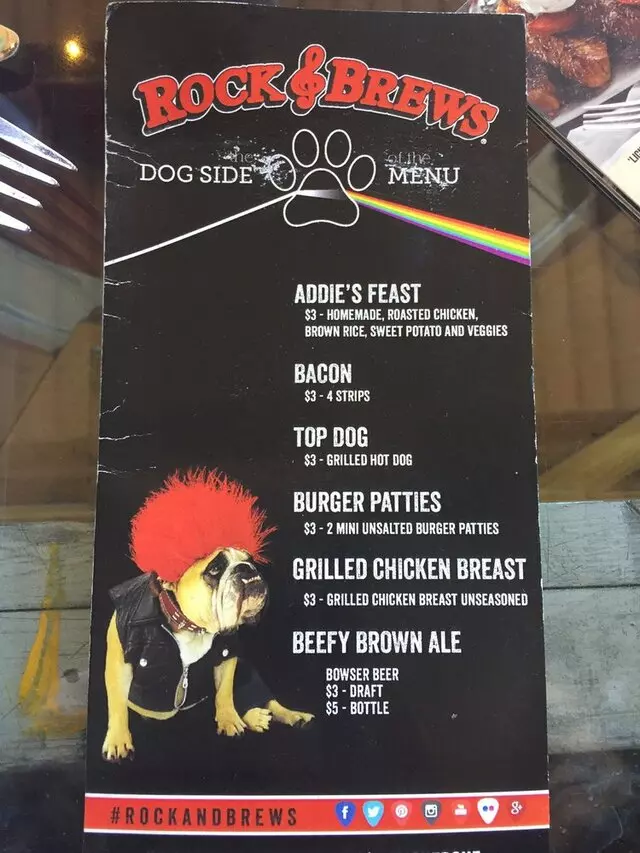 ROCK & BREWS
the of the
DOG SIDE MENU
ADDIE'S FEAST
$3 - HOMEMADE, ROASTED CHICKEN,
BROWN RICE, SWEET POTATO AND VEGGIES
BACON
$3 - 4 STRIPS
TOP DOG
$3 - GRILLED HOT DOG
BURGER PATTIES
$3 - 2 MINI UNSALTED BURGER PATTIES
GRILLED CHICKEN BREAST
$3 - GRILLED CHICKEN BREAST UNSEASONED
BEEFY BROWN ALE
BOWSER BEER
$3 - DRAFT
$5 - BOTTLE
#ROCKANDBREWS